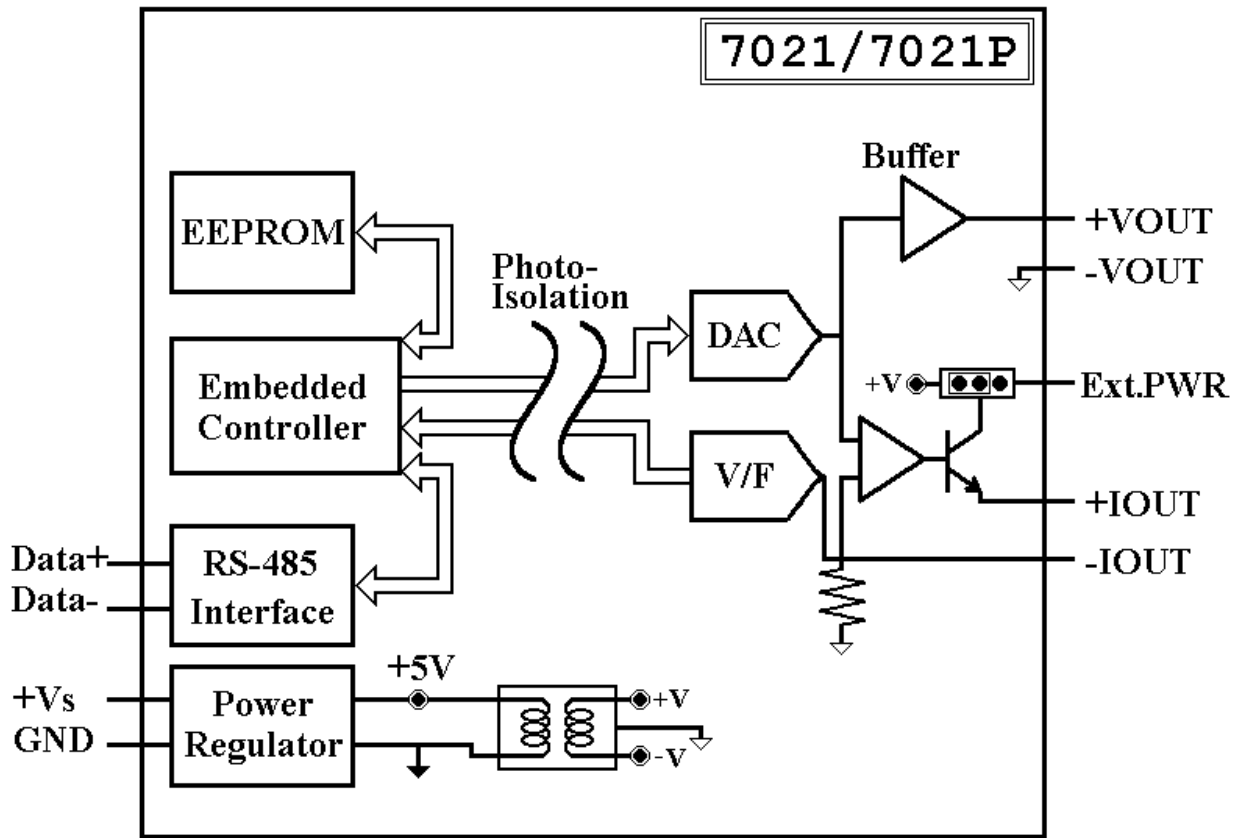 7021/7021P
Buffer
EEPROM
+VOUT
-VOUT
Photo-
Isolation
DAC
Embedded
Controller
+V
Ext.PWR
V/F
+IOUT
-IOUT
Data+
Data-
RS-485
Interface
+5V
+Vs
GND
Power
Regulator
+V
-V